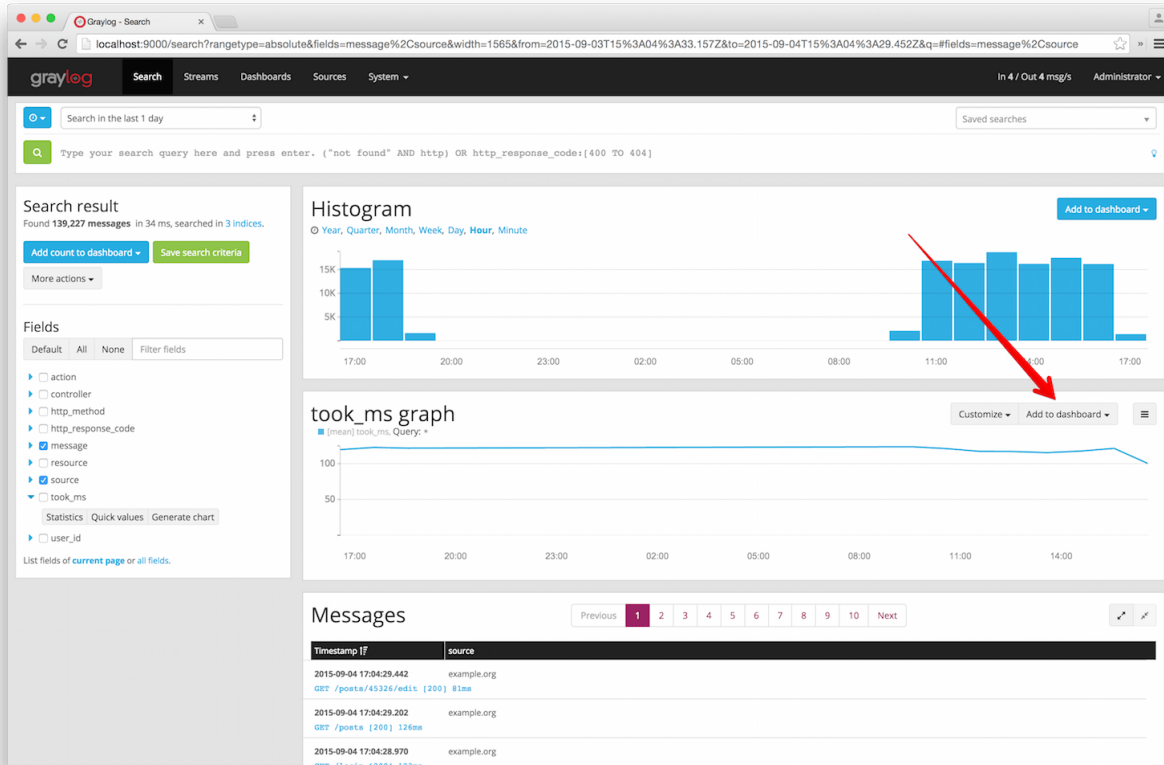 Graylog - Search
localhost:9000/search?rangetype=absolute&fields=message%2Csource&width=1565&from=2015-09-03T15%3A04%3A33.157Z&to=2015-09-04T15%3A04%3A29.452Z&q=#fields=message%2Csource
graylog Search Streams Dashboards Sources System In 4 / Out 4 msg/s Administrator
Search in the last 1 day Saved searches
Type your search query here and press enter. ("not found" AND http) OR http_response_code:[400 TO 404]
Search result
Found 139,227 messages in 34 ms, searched in 3 indices.
Add count to dashboard Save search criteria
More actions
Fields
Default All None Filter fields
action
controller
http_method
http_response_code
message
resource
source
took_ms
Statistics Quick values Generate chart
user_id
List fields of current page or all fields.
Histogram Add to dashboard
Year, Quarter, Month, Week, Day, Hour, Minute
15K
10K
5K
17:00 20:00 23:00 02:00 05:00 08:00 11:00 14:00 17:00
took_ms graph Customize Add to dashboard
[mean] took_ms, Query: *
100
50
17:00 20:00 23:00 02:00 05:00 08:00 11:00 14:00
Messages Previous 1 2 3 4 5 6 7 8 9 10 Next
Timestamp source
2015-09-04 17:04:29.442 example.org
GET /posts/45326/edit [200] 81ms
2015-09-04 17:04:29.202 example.org
GET /posts [200] 126ms
2015-09-04 17:04:28.970 example.org